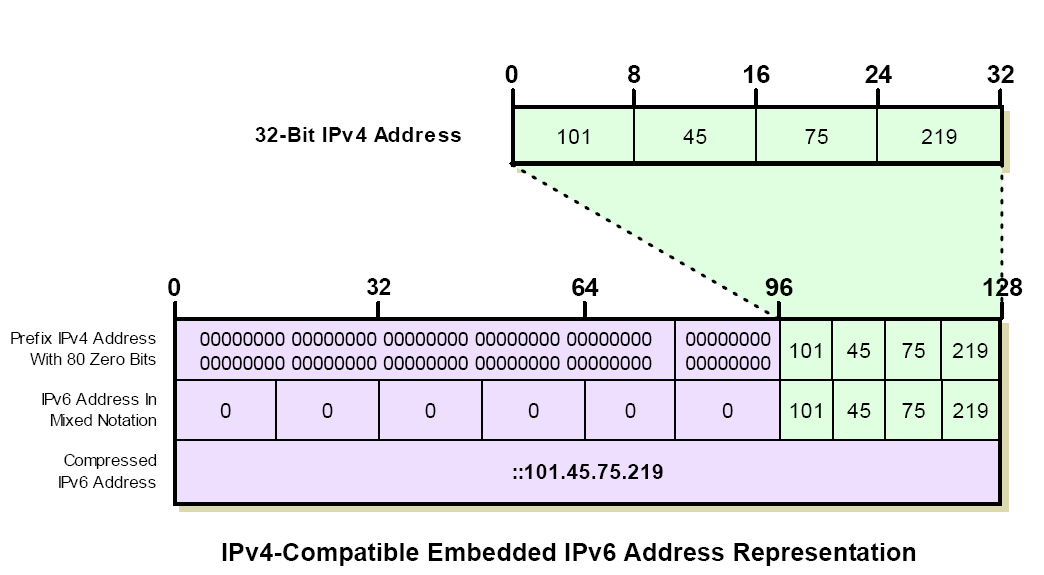 0 8 16 24 32
32-Bit IPv4 Address 101 45 75 219
0 32 64 96 128
Prefix IPv4 Address
With 80 Zero Bits
00000000 00000000 00000000 00000000 00000000 00000000
00000000 00000000 00000000 00000000 00000000 00000000
101 45 75 219
IPv6 Address In
Mixed Notation
0 0 0 0 0 0 101 45 75 219
Compressed
IPv6 Address
::101.45.75.219
IPv4-Compatible Embedded IPv6 Address Representation